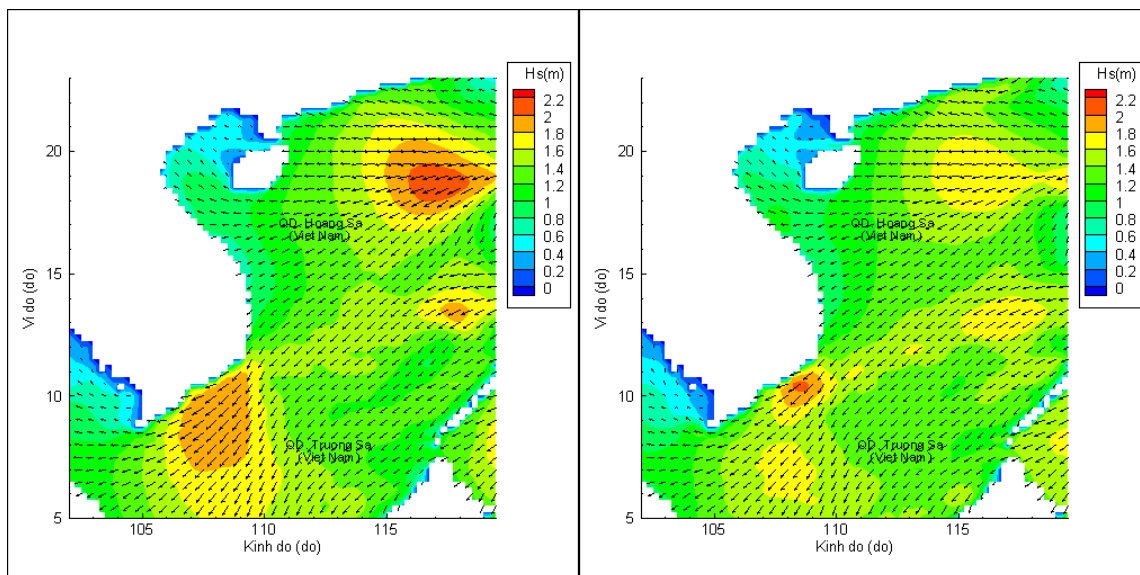 Hs(m)
2.2
2
1.8
1.6
1.4
1.2
1
0.8
0.6
0.4
0.2
0
20
15
10
5
Vi do (do)
QD. Hoang Sa
(Viet Nam)
QD. Truong Sa
(Viet Nam)
105
110
115
Kinh do (do)
Hs(m)
2.2
2
1.8
1.6
1.4
1.2
1
0.8
0.6
0.4
0.2
0
20
15
10
5
Vi do (do)
QD. Hoang Sa
(Viet Nam)
QD. Truong Sa
(Viet Nam)
105
110
115
Kinh do (do)